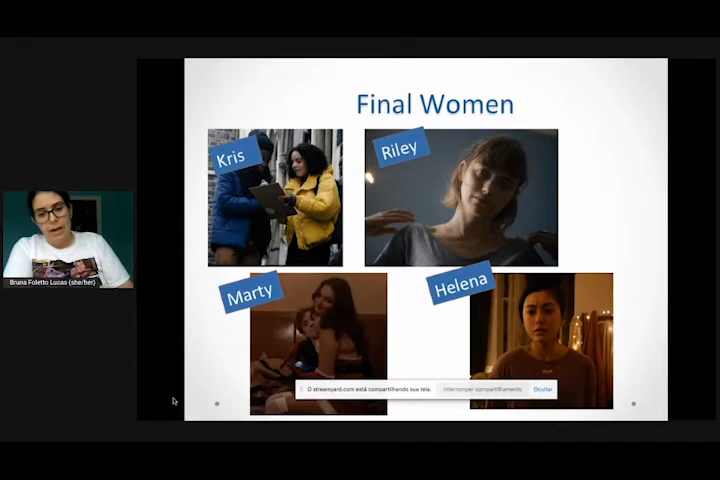 Final Women
Kris
Riley
Marty
Helena
Bruna Foletto Lucas (she/her)
O streamyard.com está compartilhando sua tela.
Interromper compartilhamento
Ocultar